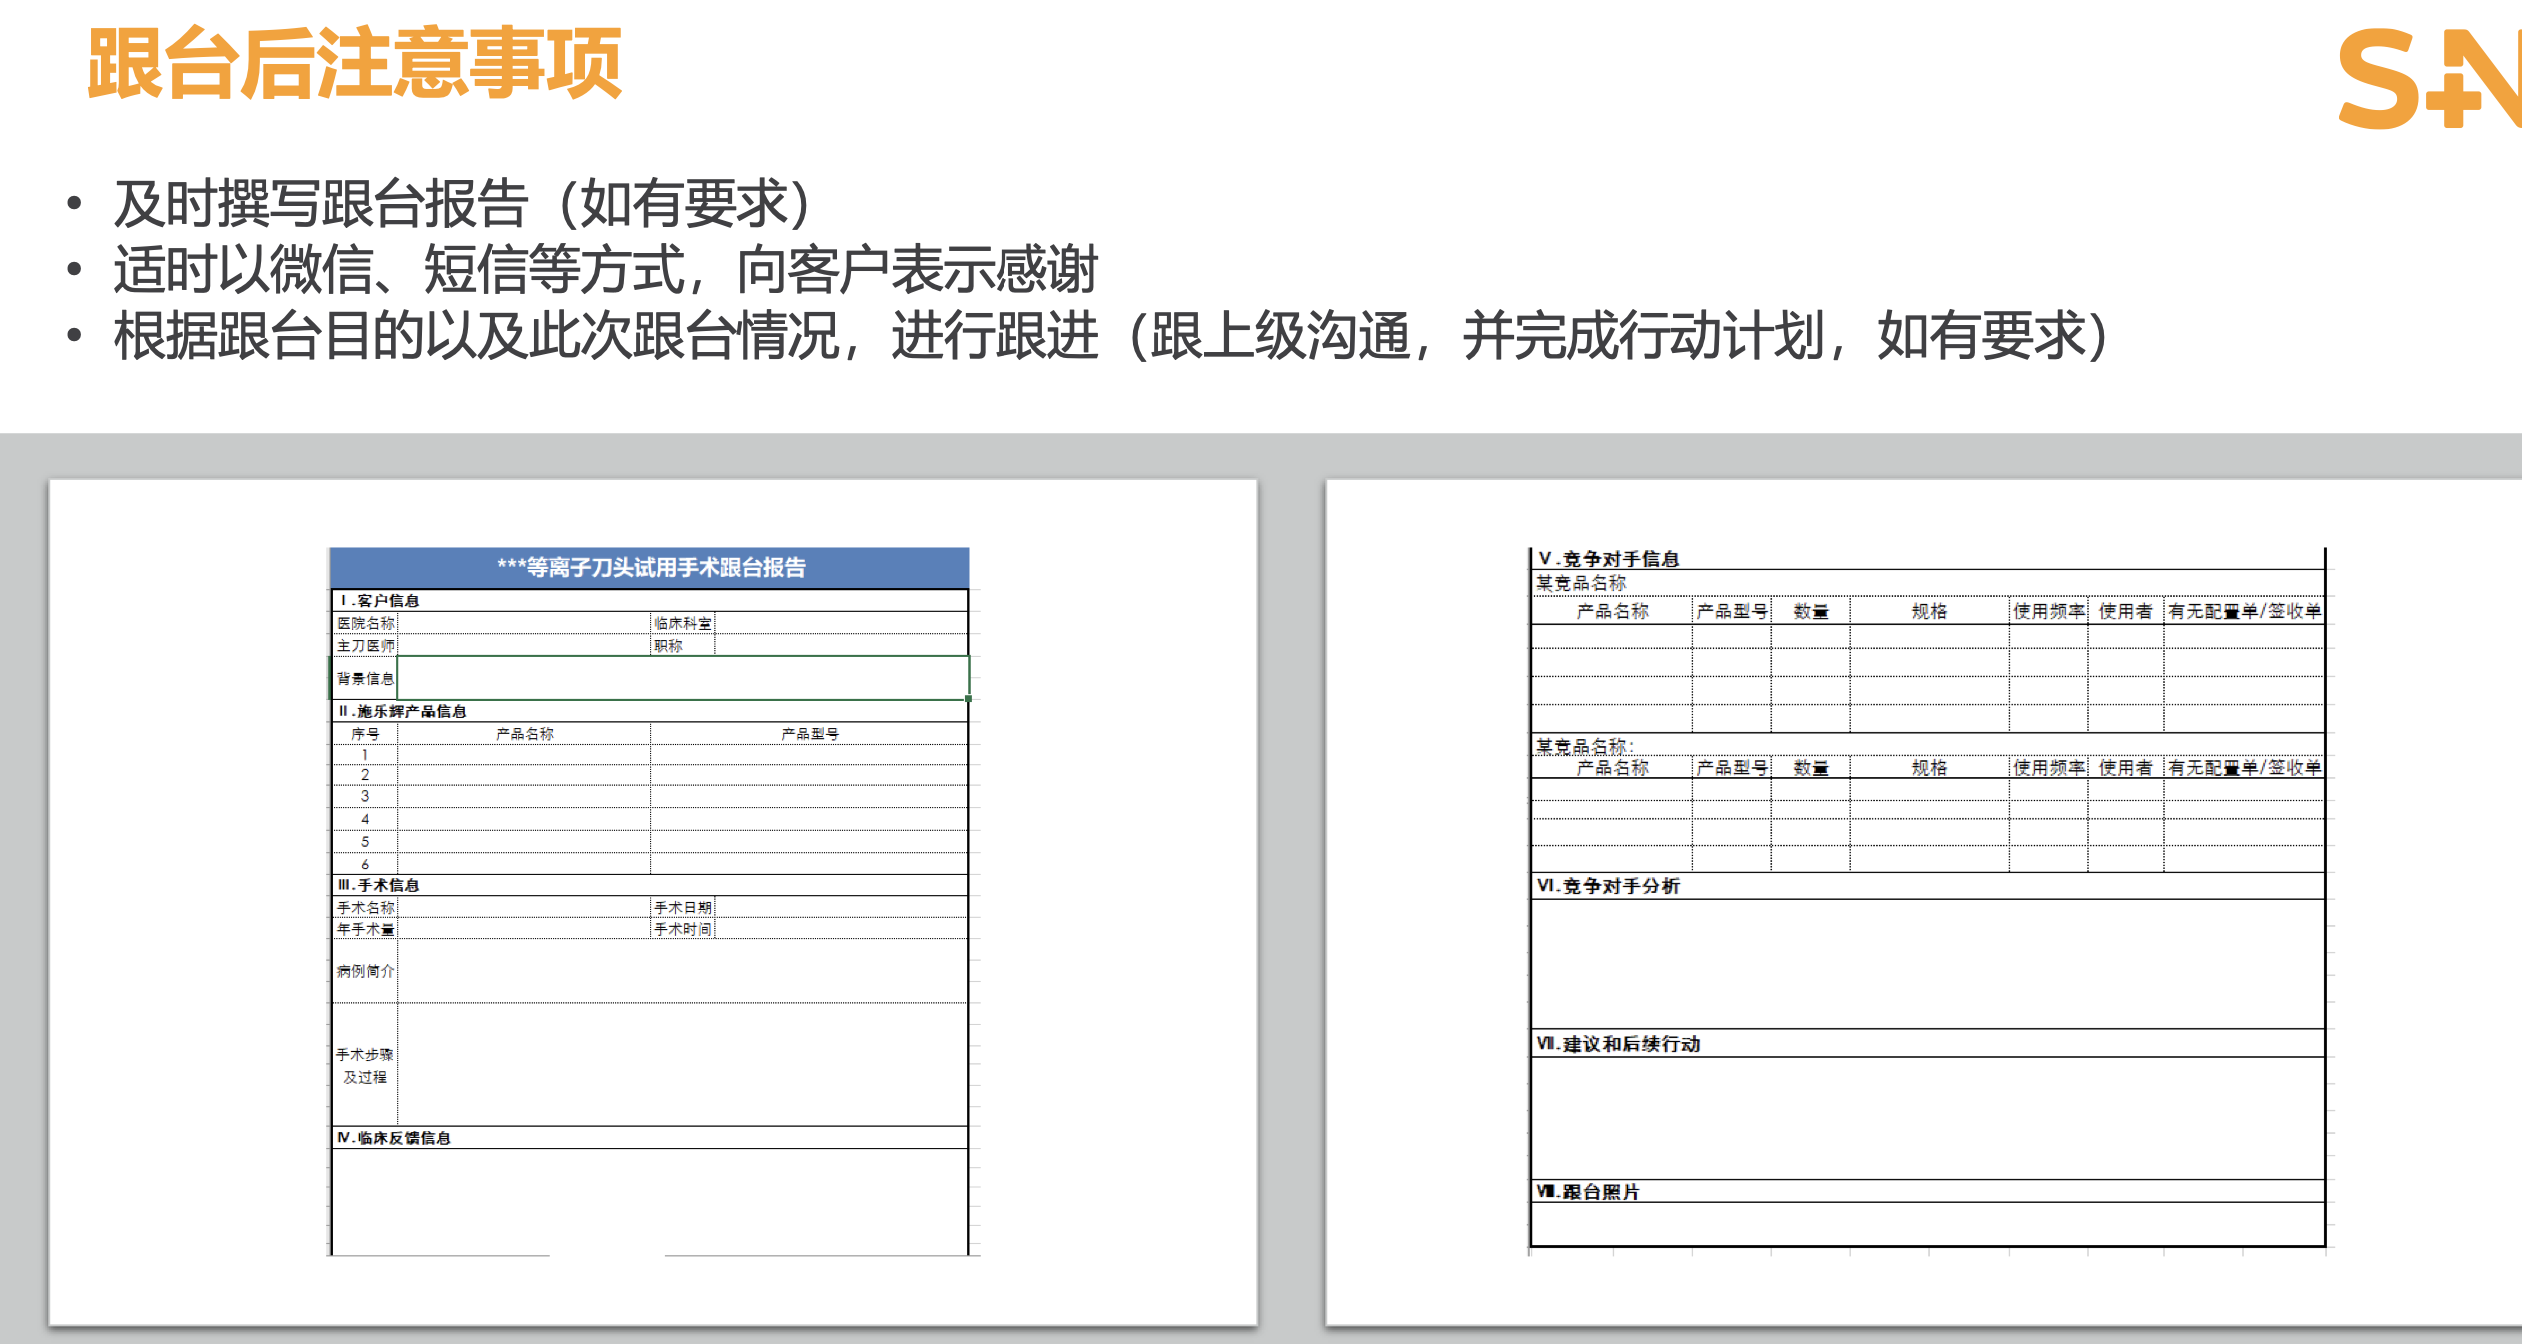 跟台后注意事项
S+N
• 及时撰写跟台报告（如有要求）
• 适时以微信、短信等方式，向客户表示感谢
• 根据跟台目的以及此次跟台情况，进行跟进（跟上级沟通，并完成行动计划，如有要求）
***等离子刀头试用手术跟台报告
Ⅰ.客户信息
医院名称 临床科室
主刀医师 职称
背景信息
Ⅱ.施乐辉产品信息
序号 产品名称 产品型号
1
2
3
4
5
6
Ⅲ.手术信息
手术名称 手术日期
年手术量 手术时间
病例简介
手术步骤
及过程
Ⅳ.临床反馈信息
Ⅴ.竞争对手信息
某竞品名称
产品名称 产品型号 数量 规格 使用频率 使用者 有无配置单/签收单
某竞品名称：
产品名称 产品型号 数量 规格 使用频率 使用者 有无配置单/签收单
Ⅵ.竞争对手分析
Ⅶ.建议和后续行动
Ⅷ.跟台照片